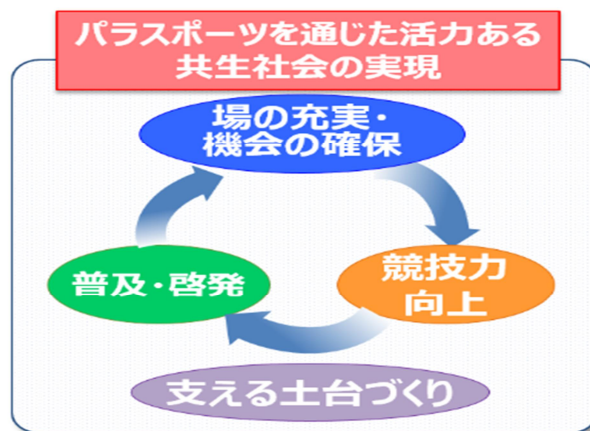 パラスポーツを通じた活力ある
共生社会の実現
場の充実・
機会の確保
競技力
向上
普及・啓発
支える土台づくり